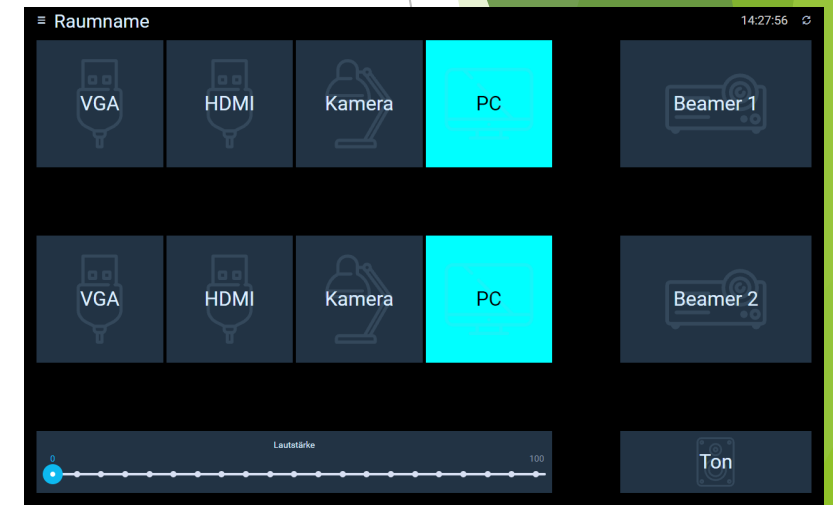 ≡ Raumname 14:27:56
VGA HDMI Kamera PC Beamer 1
VGA HDMI Kamera PC Beamer 2
Lautstärke
0 100
Ton